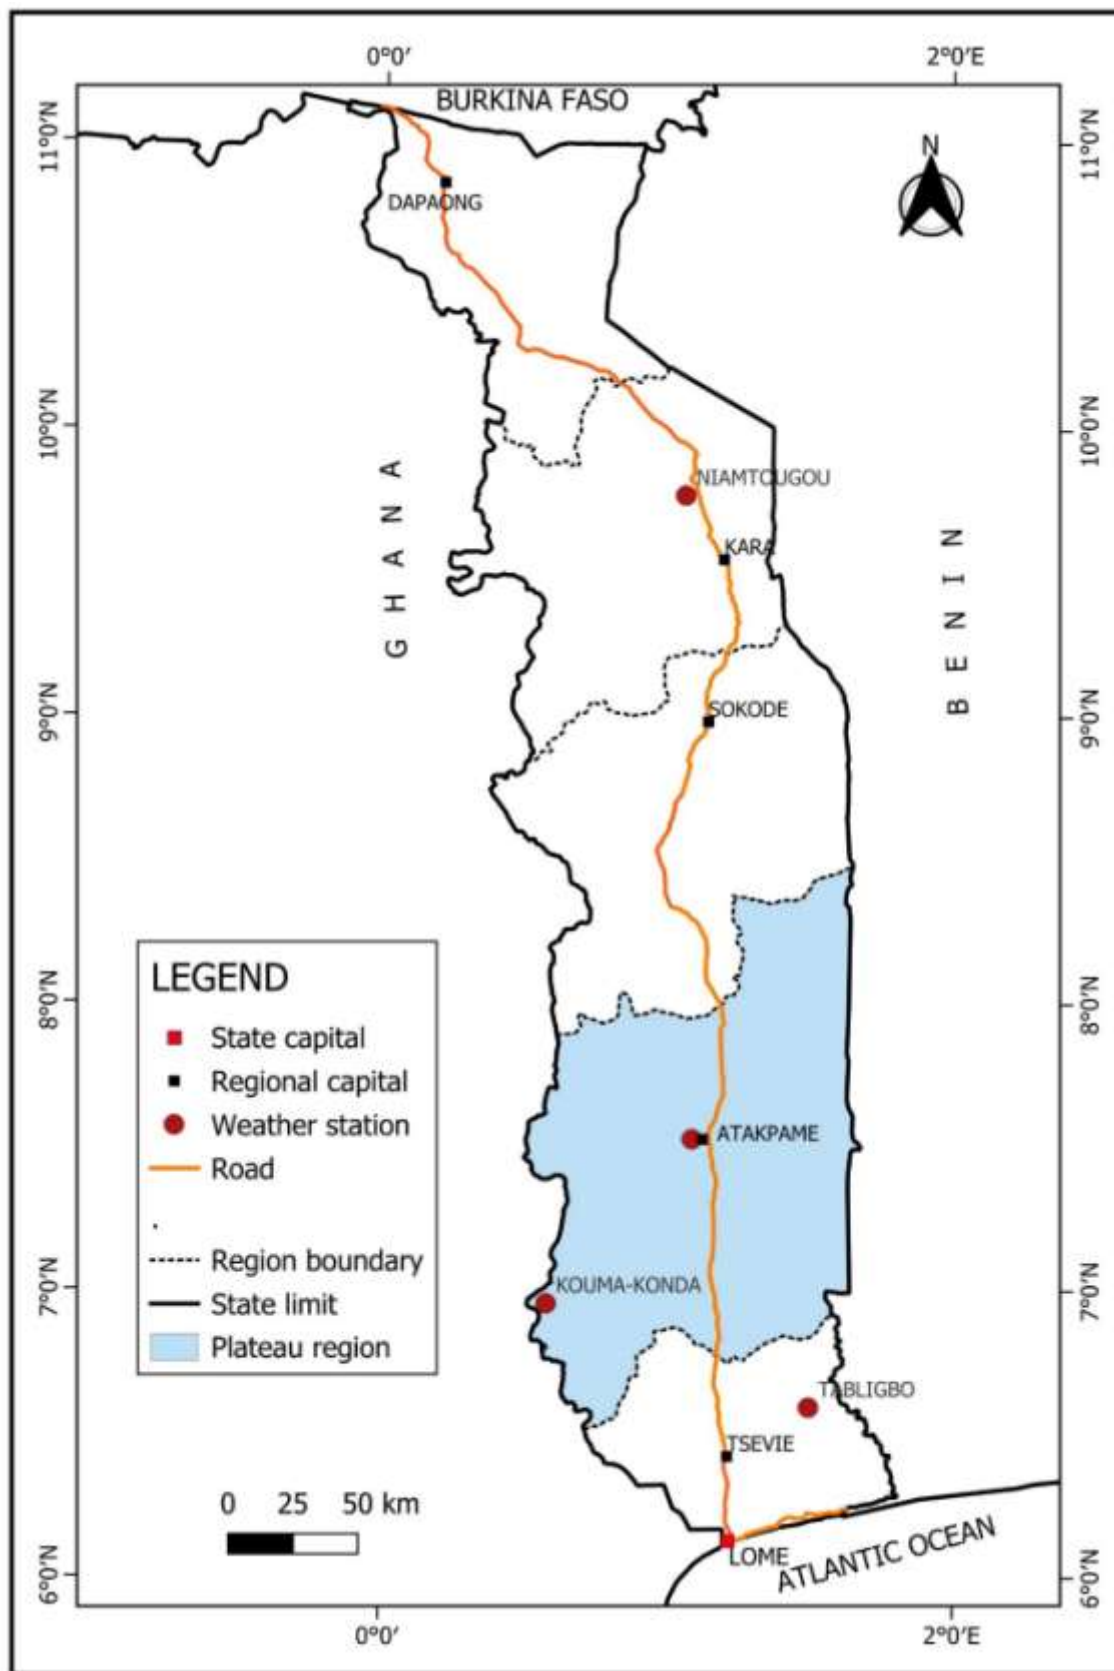 0°0′ 2°0′E
BURKINA FASO
11°0′N 11°0′N
N
DAPAONG
10°0′N 10°0′N
GHANA
NIAMTOUGOU
BENIN
KARA
9°0′N 9°0′N
SOKODE
LEGEND
State capital
Regional capital
Weather station
Road
Region boundary
State limit
Plateau region
8°0′N 8°0′N
ATAKPAME
7°0′N 7°0′N
KOUMA-KONDA
TABLIGBO
TSEVIE
0 25 50 km
LOME
ATLANTIC OCEAN
6°0′N 6°0′N
0°0′ 2°0′E